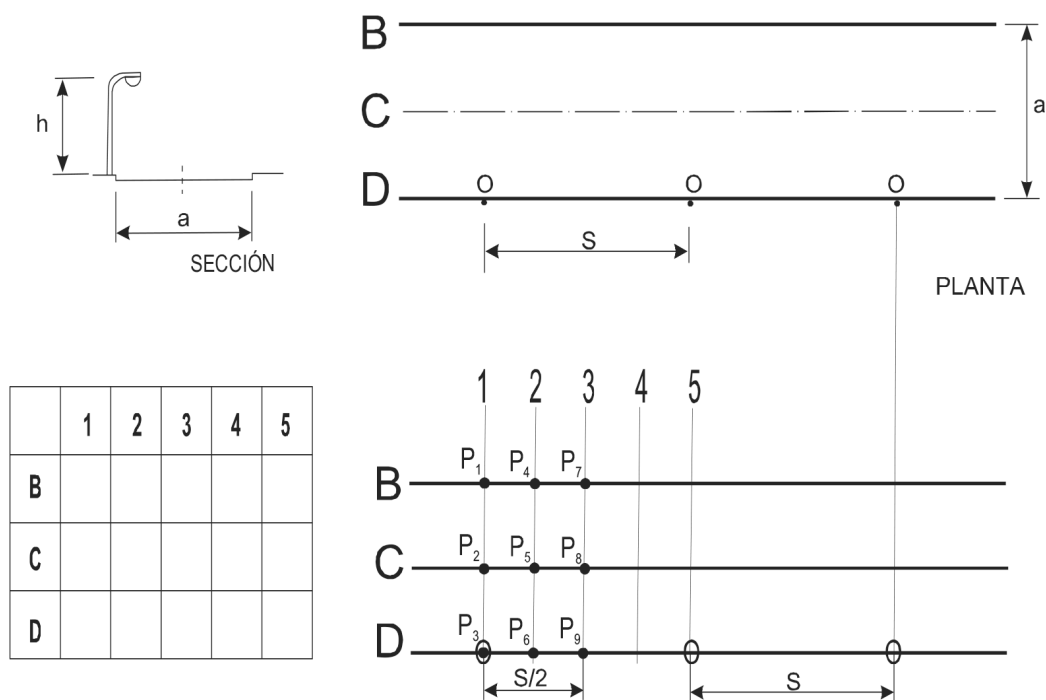 h
a
SECCIÓN
B
C
D
O O O
S
a
PLANTA
1 2 3 4 5
B
C
D
1 2 3 4 5
B P₁ P₄ P₇
C P₂ P₅ P₈
D P₃ P₆ P₉
S/2 S